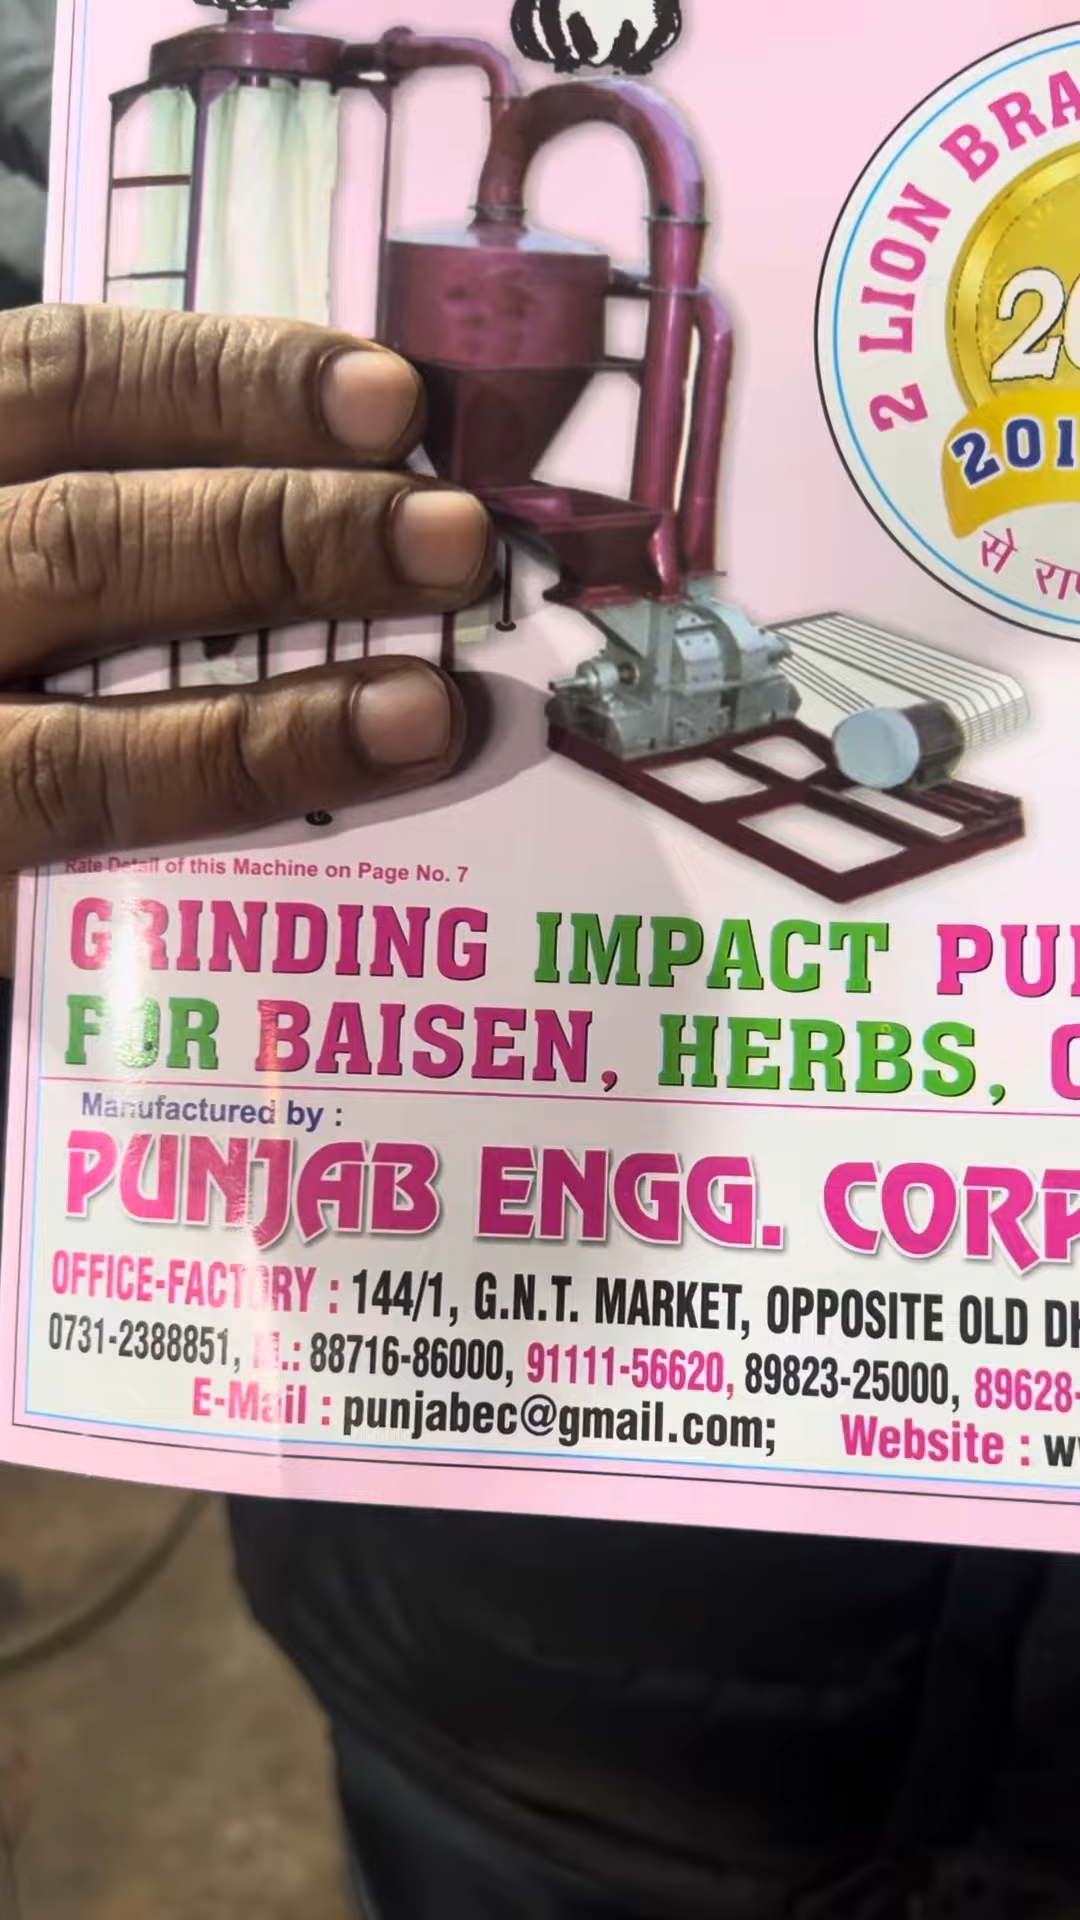 2 LION BRA
20
201
से रा
Rate Detail of this Machine on Page No. 7
GRINDING IMPACT PU
FOR BAISEN, HERBS,
Manufactured by :
PUNJAB ENGG. CORP
OFFICE-FACTORY : 144/1, G.N.T. MARKET, OPPOSITE OLD DH
0731-2388851, M.: 88716-86000, 91111-56620, 89823-25000, 89628-
E-Mail : punjabec@gmail.com; Website : w